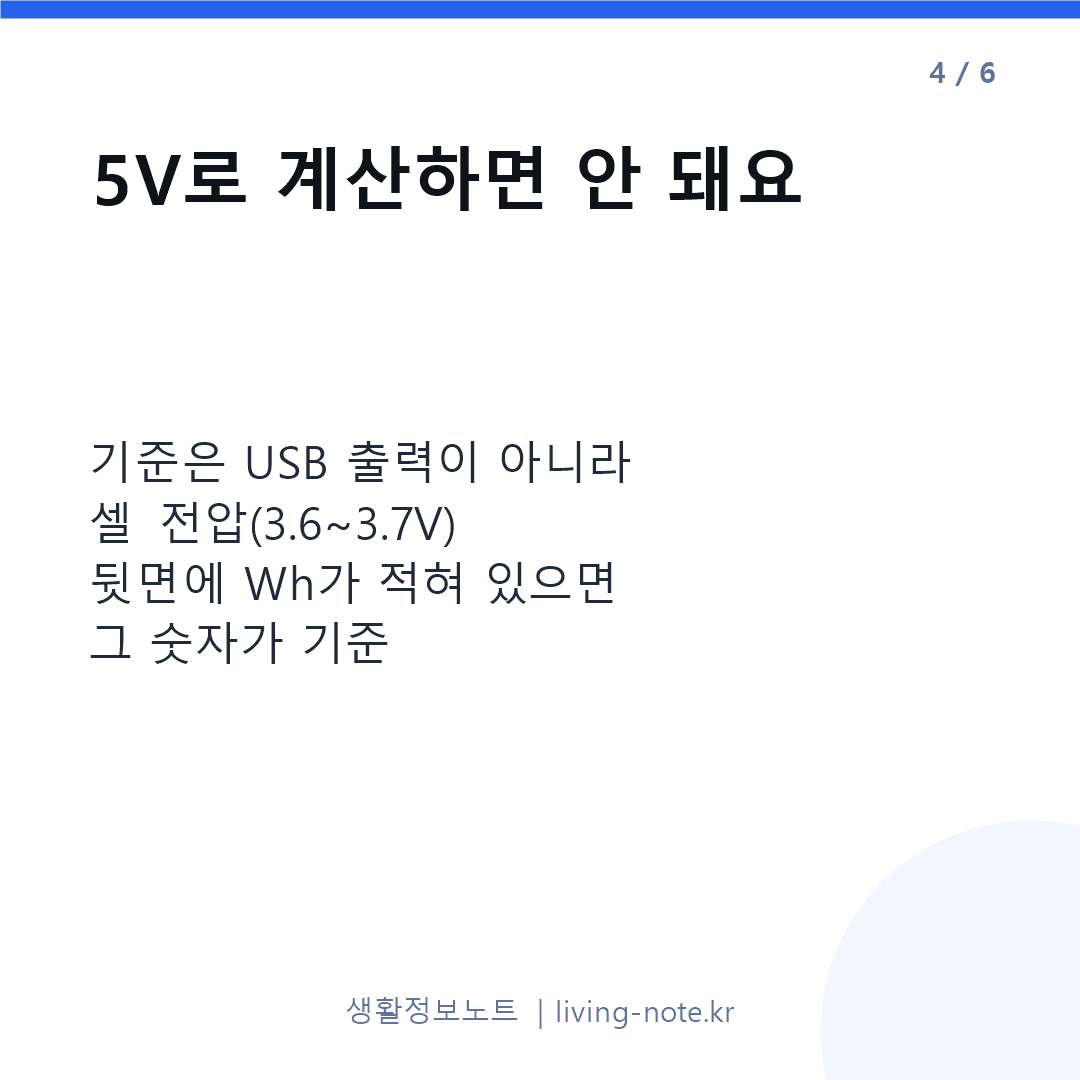 4 / 6
5V로 계산하면 안 돼요
기준은 USB 출력이 아니라
셀 전압(3.6~3.7V)
뒷면에 Wh가 적혀 있으면
그 숫자가 기준
생활정보노트 | living-note.kr